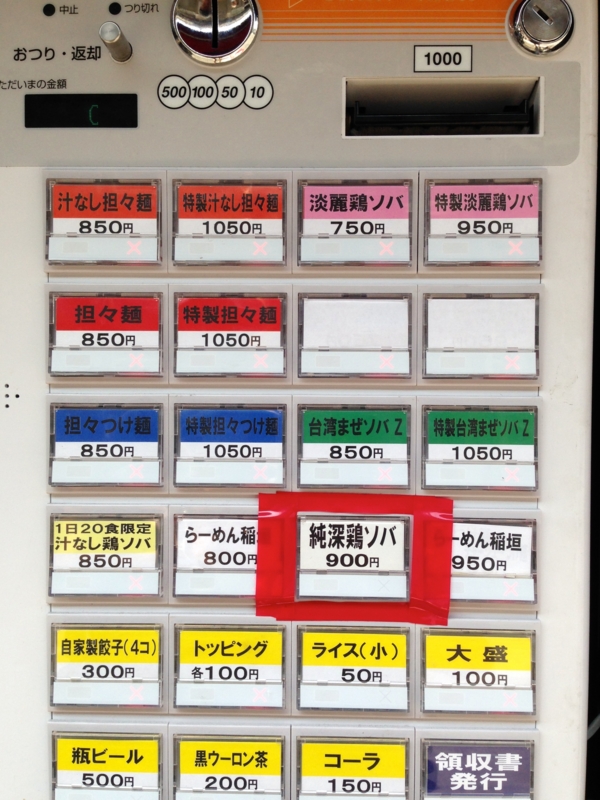 中止
つり切れ
おつり・返却
1000
ただいまの金額
500 100 50 10
汁なし担々麺
850円
特製汁なし担々麺
1050円
淡麗鶏ソバ
750円
特製淡麗鶏ソバ
950円
担々麺
850円
特製担々麺
1050円
担々つけ麺
850円
特製担々つけ麺
1050円
台湾まぜソバZ
850円
特製台湾まぜソバZ
1050円
1日20食限定
汁なし鶏ソバ
850円
らーめん稲
800円
純深鶏ソバ
900円
らーめん稲垣
950円
自家製餃子(4コ)
300円
トッピング
各100円
ライス(小)
50円
大盛
100円
瓶ビール
500円
黒ウーロン茶
200円
コーラ
150円
領収書
発行